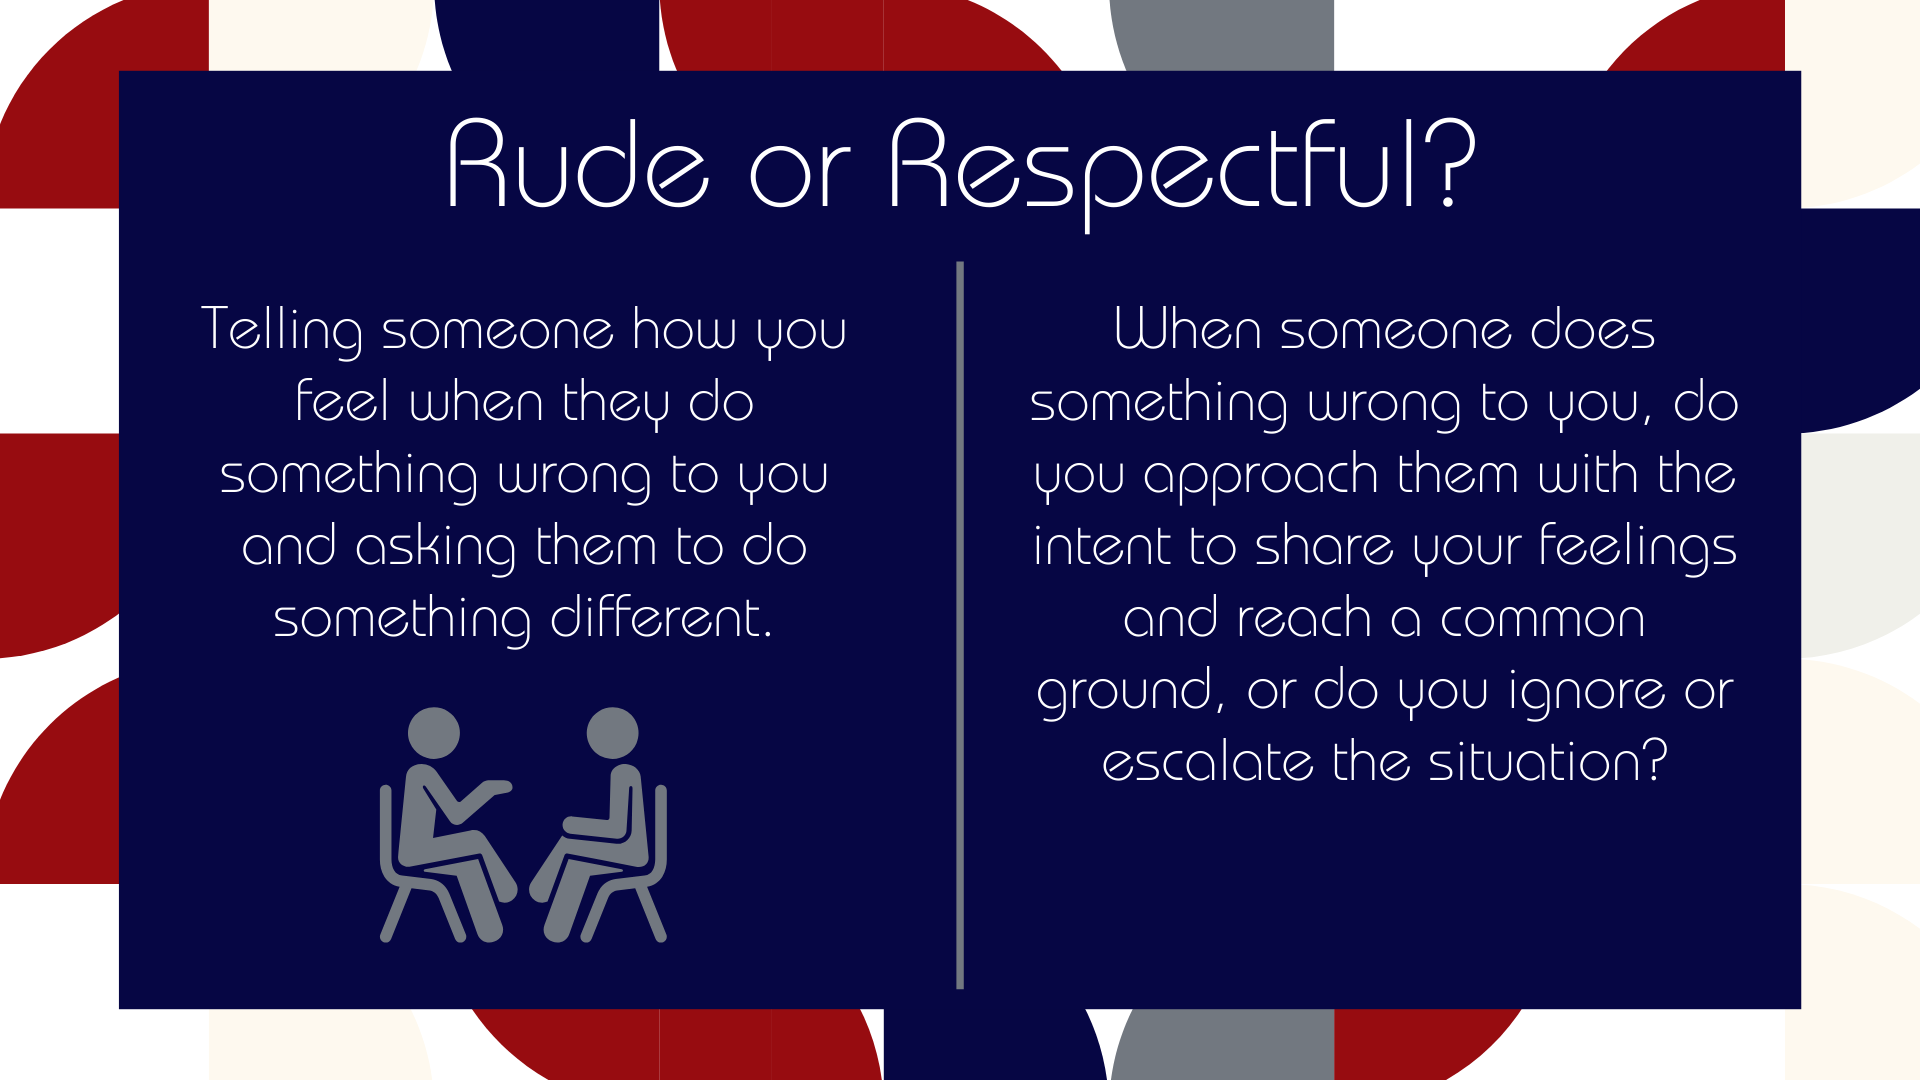 Rude or Respectful?
Telling someone how you
feel when they do
something wrong to you
and asking them to do
something different.
When someone does
something wrong to you, do
you approach them with the
intent to share your feelings
and reach a common
ground, or do you ignore or
escalate the situation?